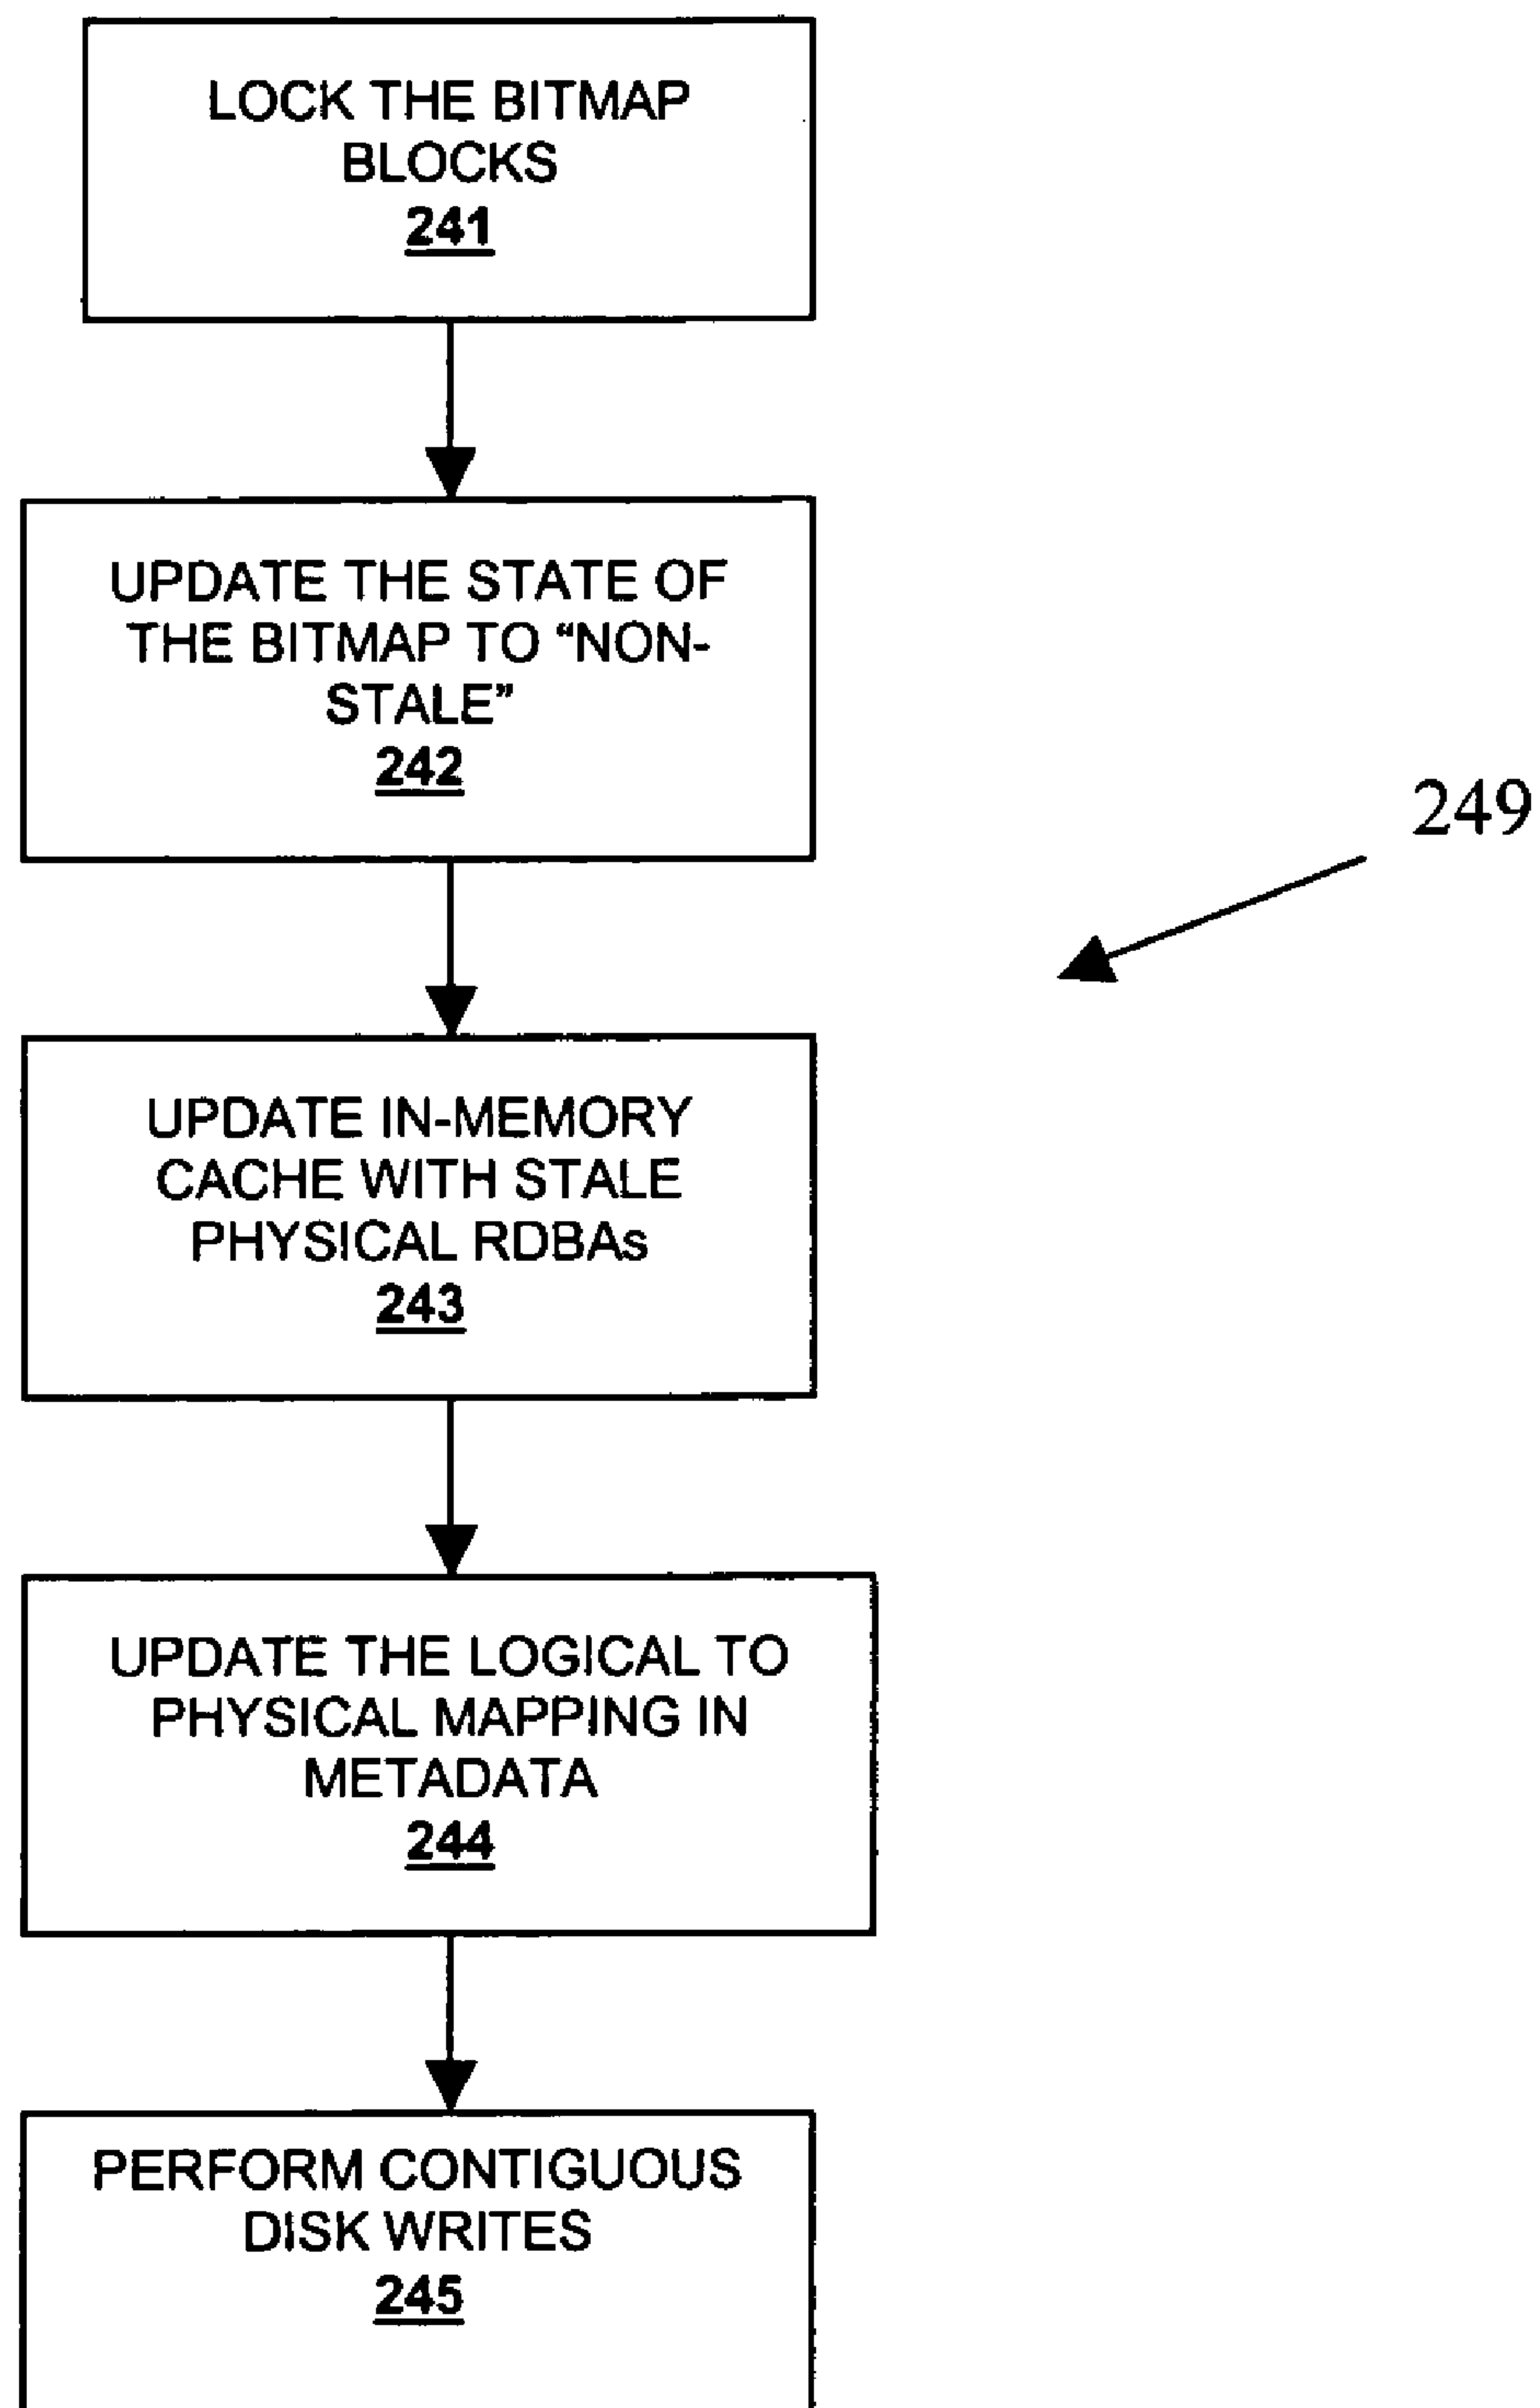 LOCK THE BITMAP
BLOCKS
241
UPDATE THE STATE OF
THE BITMAP TO “NON-
STALE”
242
249
UPDATE IN-MEMORY
CACHE WITH STALE
PHYSICAL RDBAs
243
UPDATE THE LOGICAL TO
PHYSICAL MAPPING IN
METADATA
244
PERFORM CONTIGUOUS
DISK WRITES
245